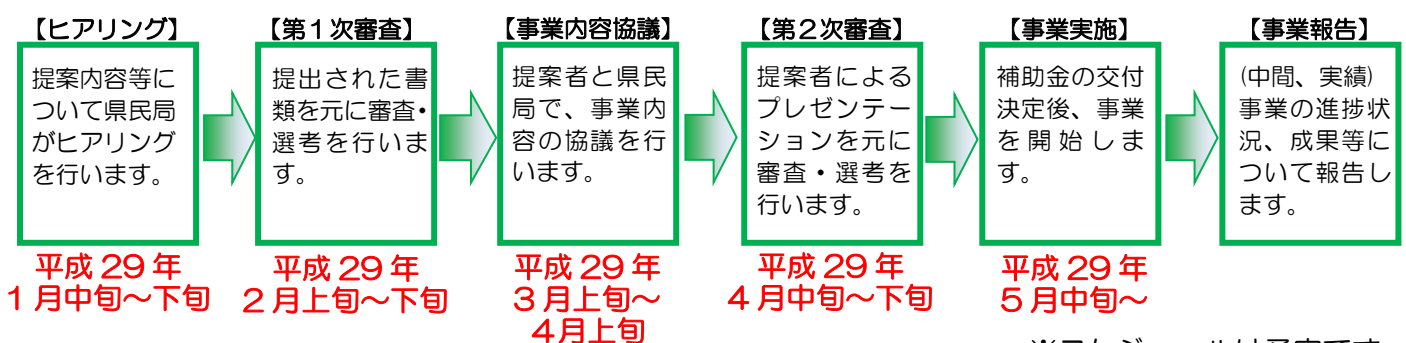 【ヒアリング】
提案内容等に
ついて県民局
がヒアリング
を行います。
平成 29 年
1月中旬～下旬
【第１次審査】
提出された書
類を元に審査・
選考を行いま
す。
平成 29 年
2月上旬～下旬
【事業内容協議】
提案者と県民
局で、事業内
容の協議を行
います。
平成 29 年
3月上旬～
4月上旬
【第２次審査】
提案者による
プレゼンテー
ションを元に
審査・選考を
行います。
平成 29 年
4月中旬～下旬
【事業実施】
補助金の交付
決定後、事業
を開始しま
す。
平成 29 年
5月中旬～
【事業報告】
(中間、実績)
事業の進捗状
況、成果等に
ついて報告し
ます。